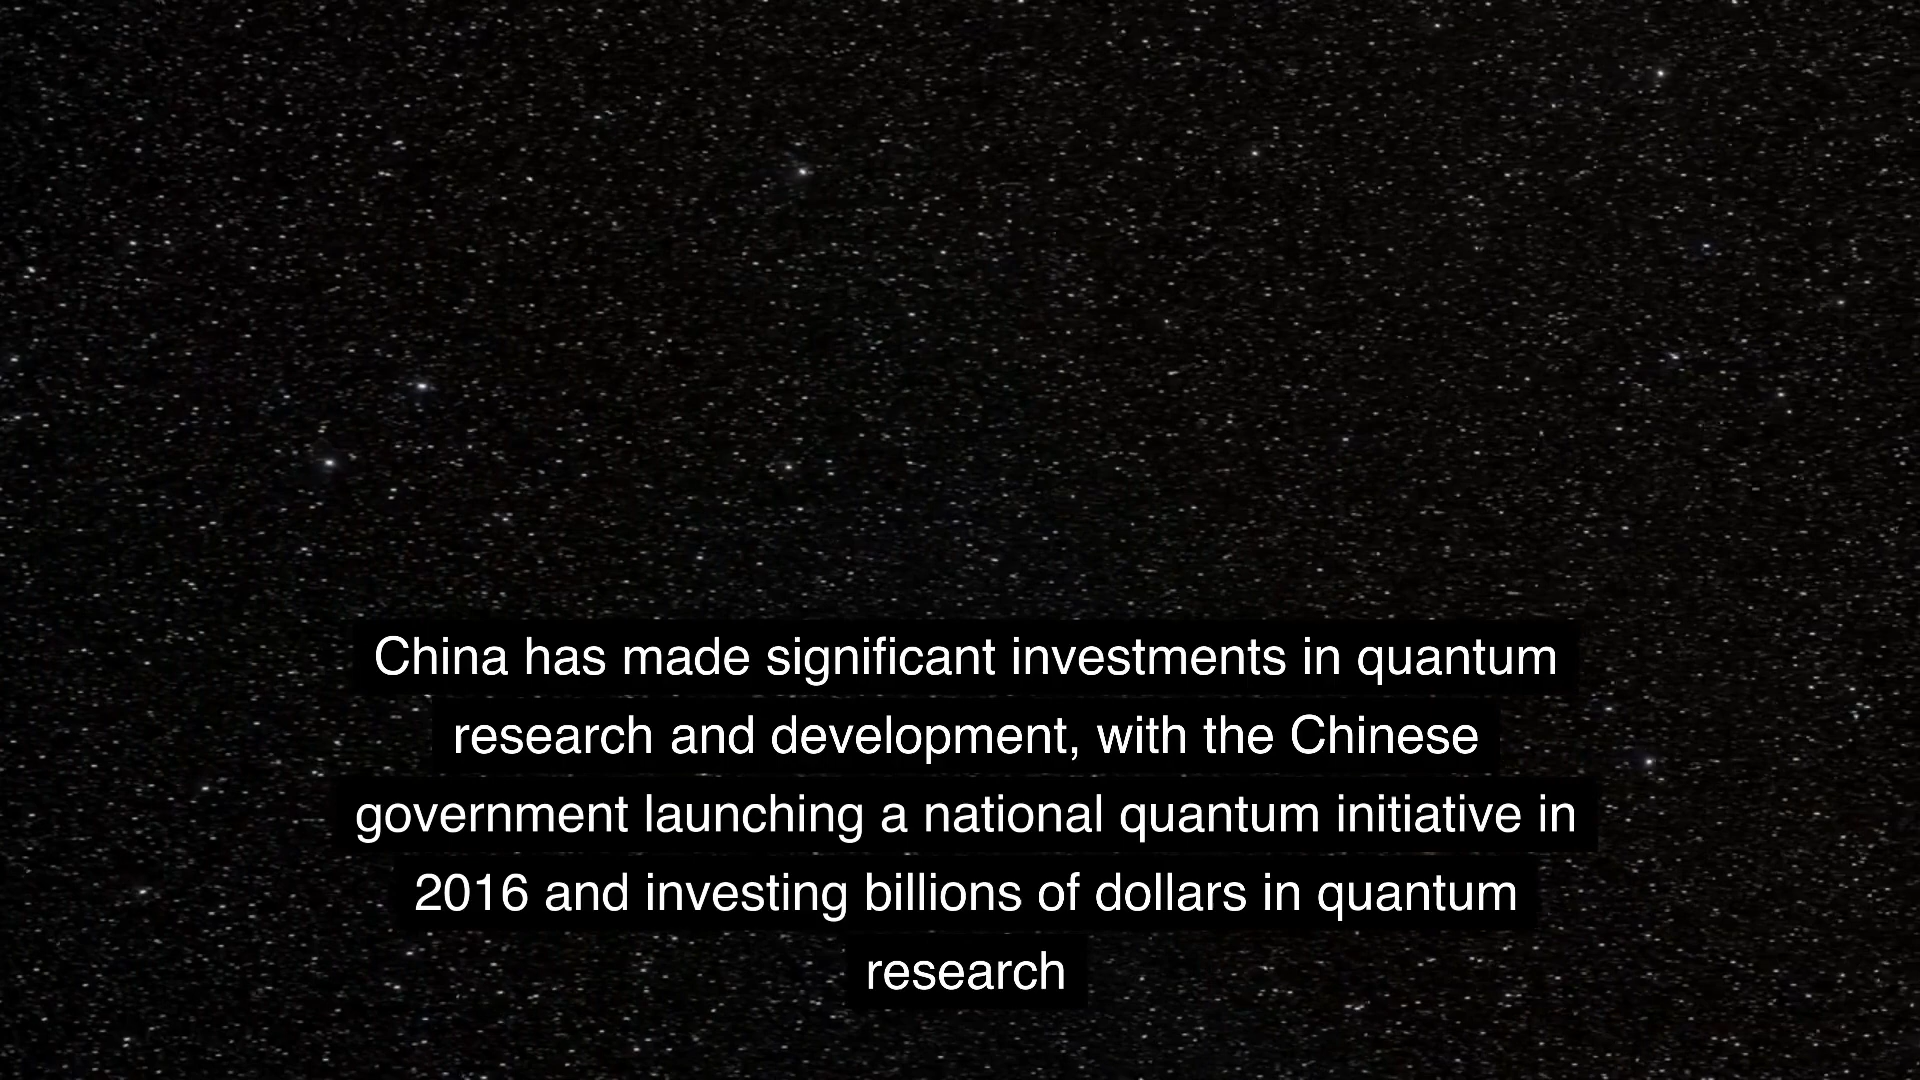 China has made significant investments in quantum
research and development, with the Chinese
government launching a national quantum initiative in
2016 and investing billions of dollars in quantum
research